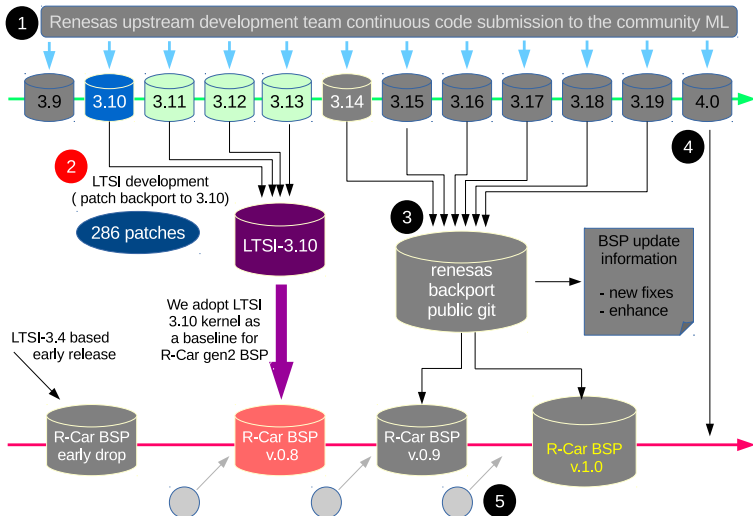 1
Renesas upstream development team continuous code submission to the community ML
3.9
3.10
3.11
3.12
3.13
3.14
3.15
3.16
3.17
3.18
3.19
4.0
2
4
LTSI development
( patch backport to 3.10)
286 patches
LTSI-3.10
3
renesas
backport
public git
BSP update
information
- new fixes
- enhance
We adopt LTSI
3.10 kernel as
a baseline for
R-Car gen2 BSP
LTSI-3.4 based
early release
R-Car BSP
early drop
R-Car BSP
v.0.8
R-Car BSP
v.0.9
R-Car BSP
v.1.0
5